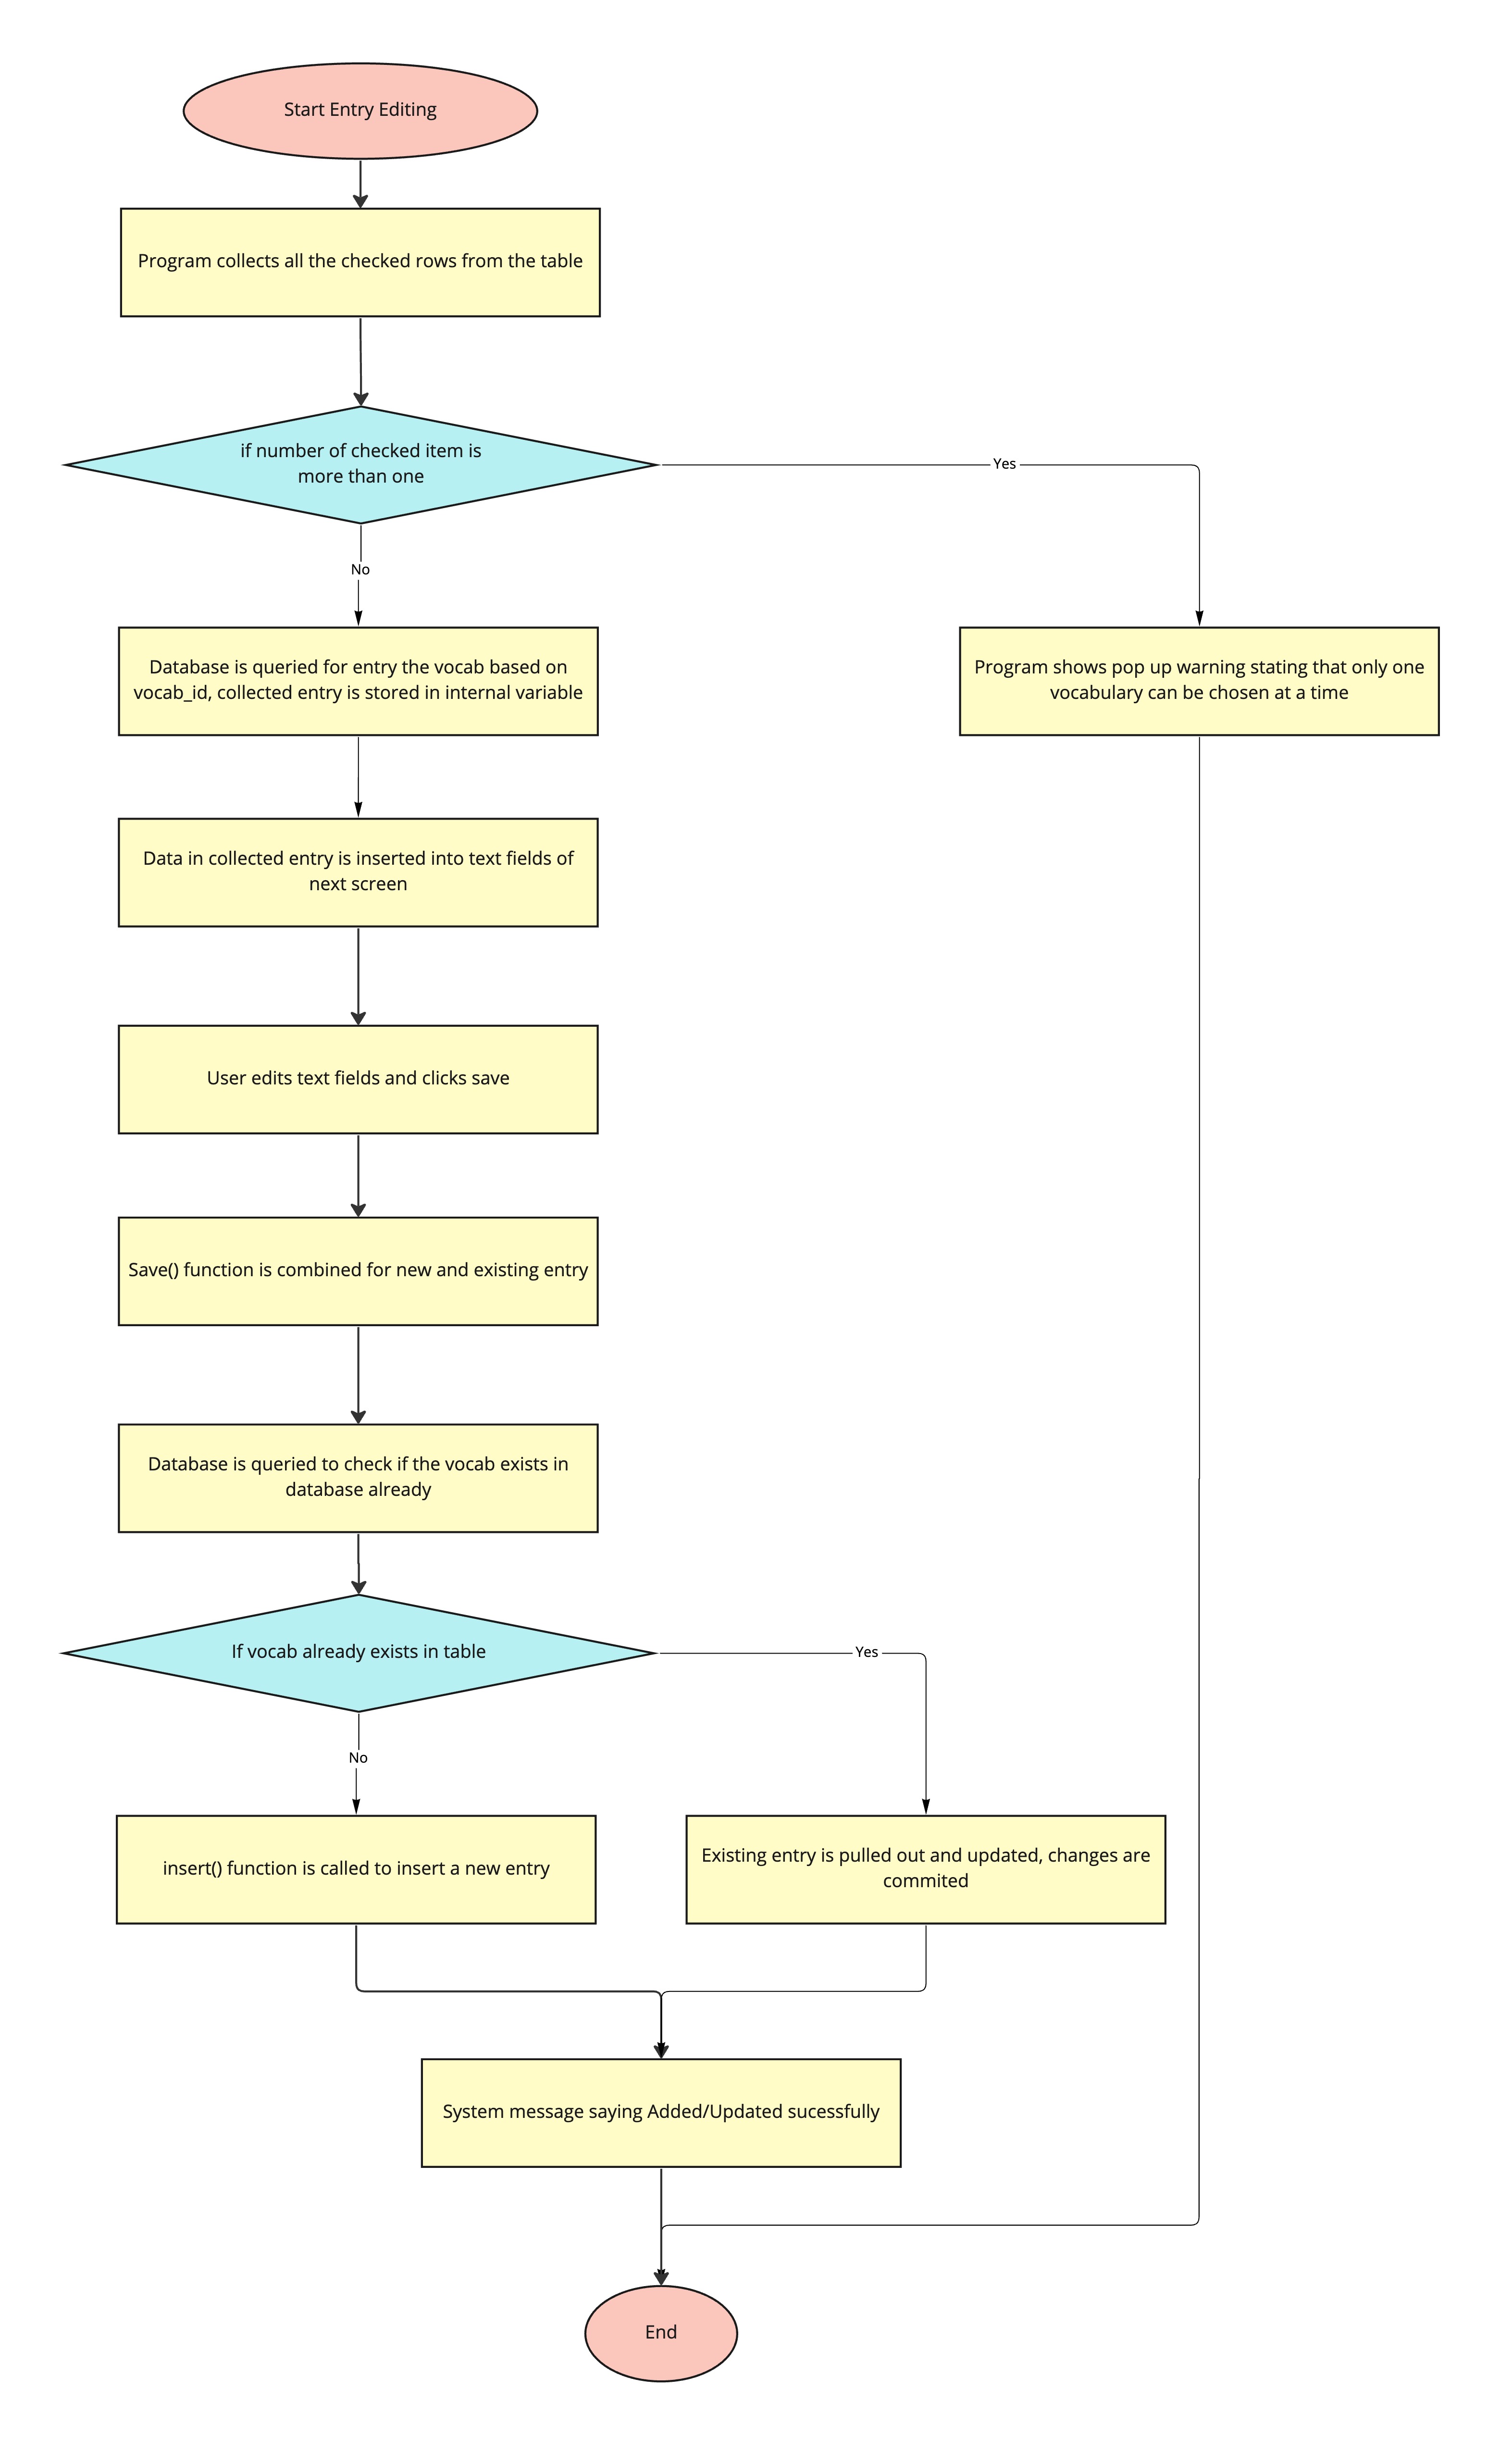 Start Entry Editing
Program collects all the checked rows from the table
if number of checked item is
more than one
Yes
No
Database is queried for entry the vocab based on
vocab_id, collected entry is stored in internal variable
Program shows pop up warning stating that only one
vocabulary can be chosen at a time
Data in collected entry is inserted into text fields of
next screen
User edits text fields and clicks save
Save() function is combined for new and existing entry
Database is queried to check if the vocab exists in
database already
If vocab already exists in table
Yes
No
insert() function is called to insert a new entry
Existing entry is pulled out and updated, changes are
commited
System message saying Added/Updated sucessfully
End